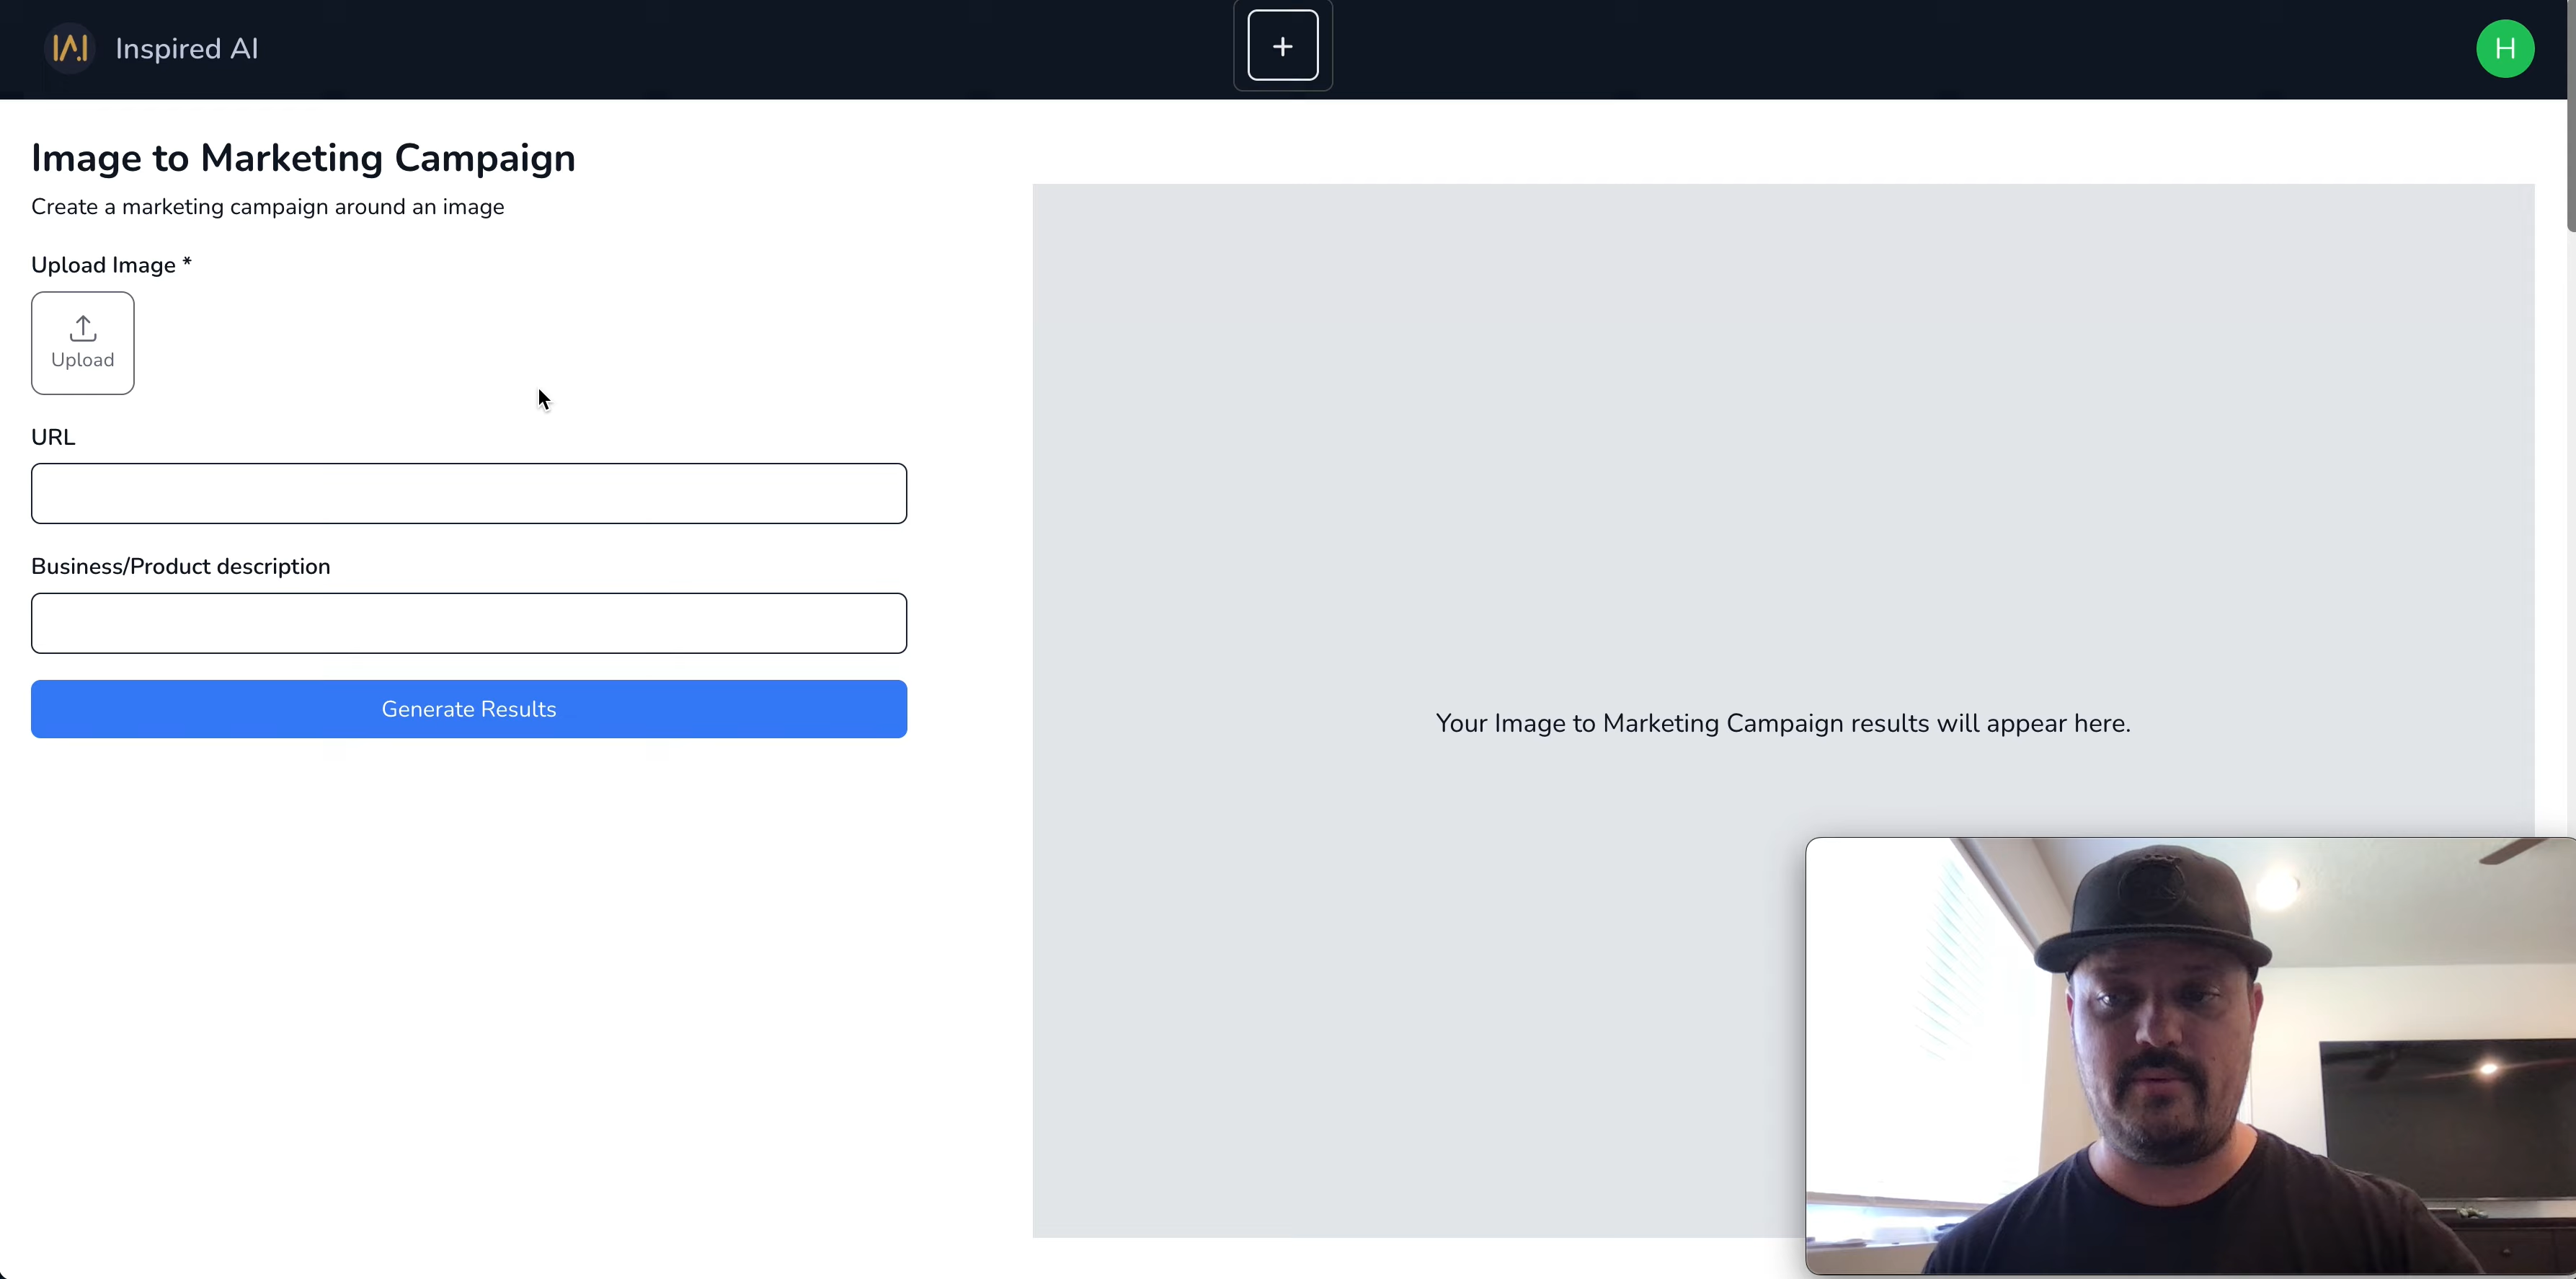 IA.I Inspired AI
+
H
Image to Marketing Campaign
Create a marketing campaign around an image
Upload Image *
Upload
URL
Business/Product description
Generate Results
Your Image to Marketing Campaign results will appear here.